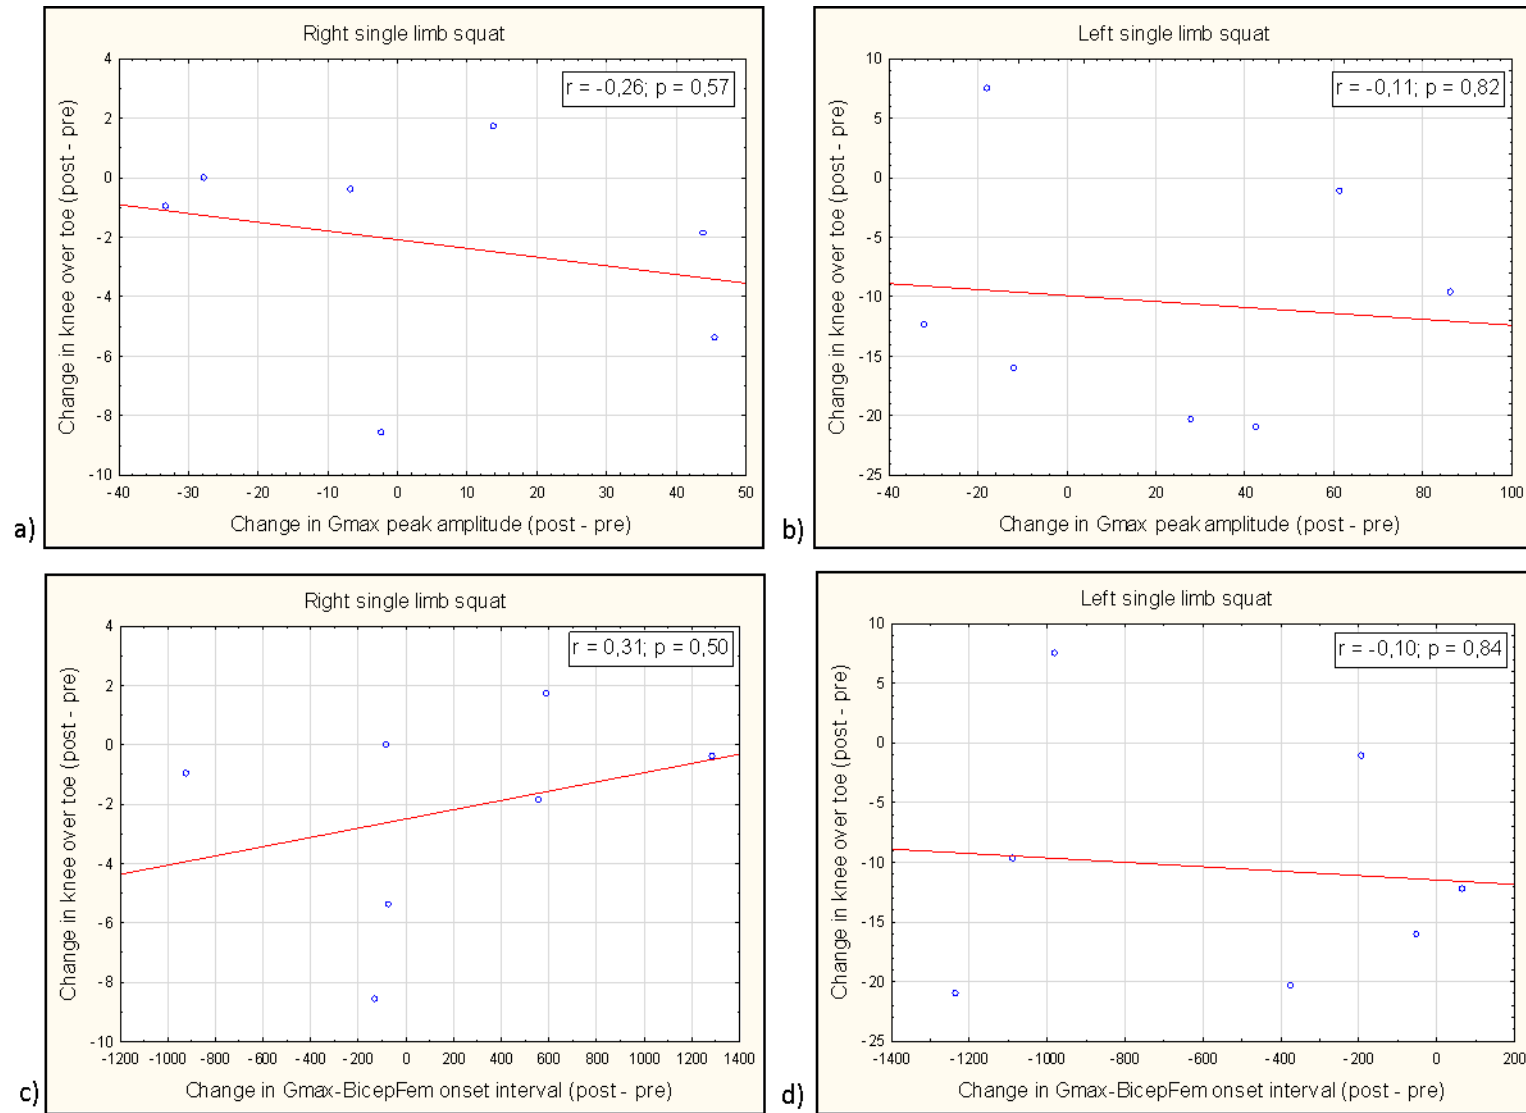 Right single limb squat
r = -0,26; p = 0,57
Change in knee over toe (post - pre)
4
2
0
-2
-4
-6
-8
-10
-40 -30 -20 -10 0 10 20 30 40 50
Change in Gmax peak amplitude (post - pre)
a)
Left single limb squat
r = -0,11; p = 0,82
Change in knee over toe (post - pre)
10
5
0
-5
-10
-15
-20
-25
-40 -20 0 20 40 60 80 100
Change in Gmax peak amplitude (post - pre)
b)
Right single limb squat
r = 0,31; p = 0,50
Change in knee over toe (post - pre)
4
2
0
-2
-4
-6
-8
-10
-1200 -1000 -800 -600 -400 -200 0 200 400 600 800 1000 1200 1400
Change in Gmax-BicepFem onset interval (post - pre)
c)
Left single limb squat
r = -0,10; p = 0,84
Change in knee over toe (post - pre)
10
5
0
-5
-10
-15
-20
-25
-1400 -1200 -1000 -800 -600 -400 -200 0 200
Change in Gmax-BicepFem onset interval (post - pre)
d)